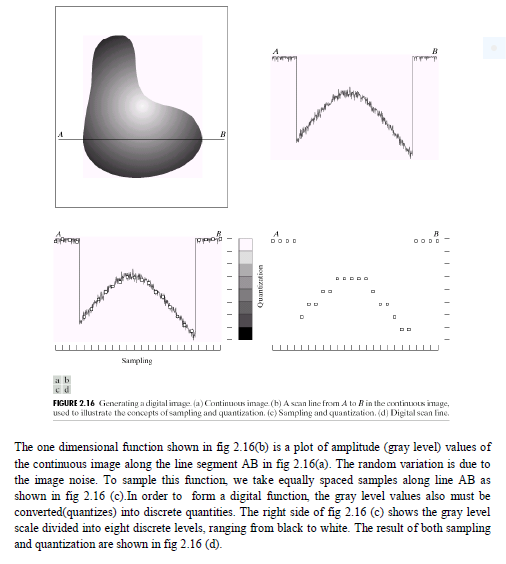 A B
A B
A B
A B
Quantization
Sampling
a b
c d
FIGURE 2.16 Generating a digital image. (a) Continuous image. (b) A scan line from A to B in the continuous image,
used to illustrate the concepts of sampling and quantization. (c) Sampling and quantization. (d) Digital scan line.
The one dimensional function shown in fig 2.16(b) is a plot of amplitude (gray level) values of
the continuous image along the line segment AB in fig 2.16(a). The random variation is due to
the image noise. To sample this function, we take equally spaced samples along line AB as
shown in fig 2.16 (c).In order to form a digital function, the gray level values also must be
converted(quantizes) into discrete quantities. The right side of fig 2.16 (c) shows the gray level
scale divided into eight discrete levels, ranging from black to white. The result of both sampling
and quantization are shown in fig 2.16 (d).